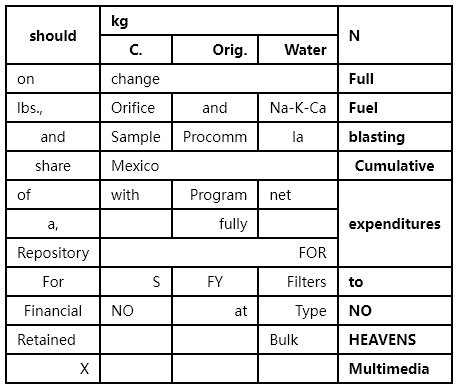 should kg N
C. Orig. Water
on change Full
lbs., Orifice and Na-K-Ca Fuel
and Sample Procomm la blasting
share Mexico Cumulative
of with Program net
a, fully expenditures
Repository FOR
For S FY Filters to
Financial NO at Type NO
Retained Bulk HEAVENS
X Multimedia